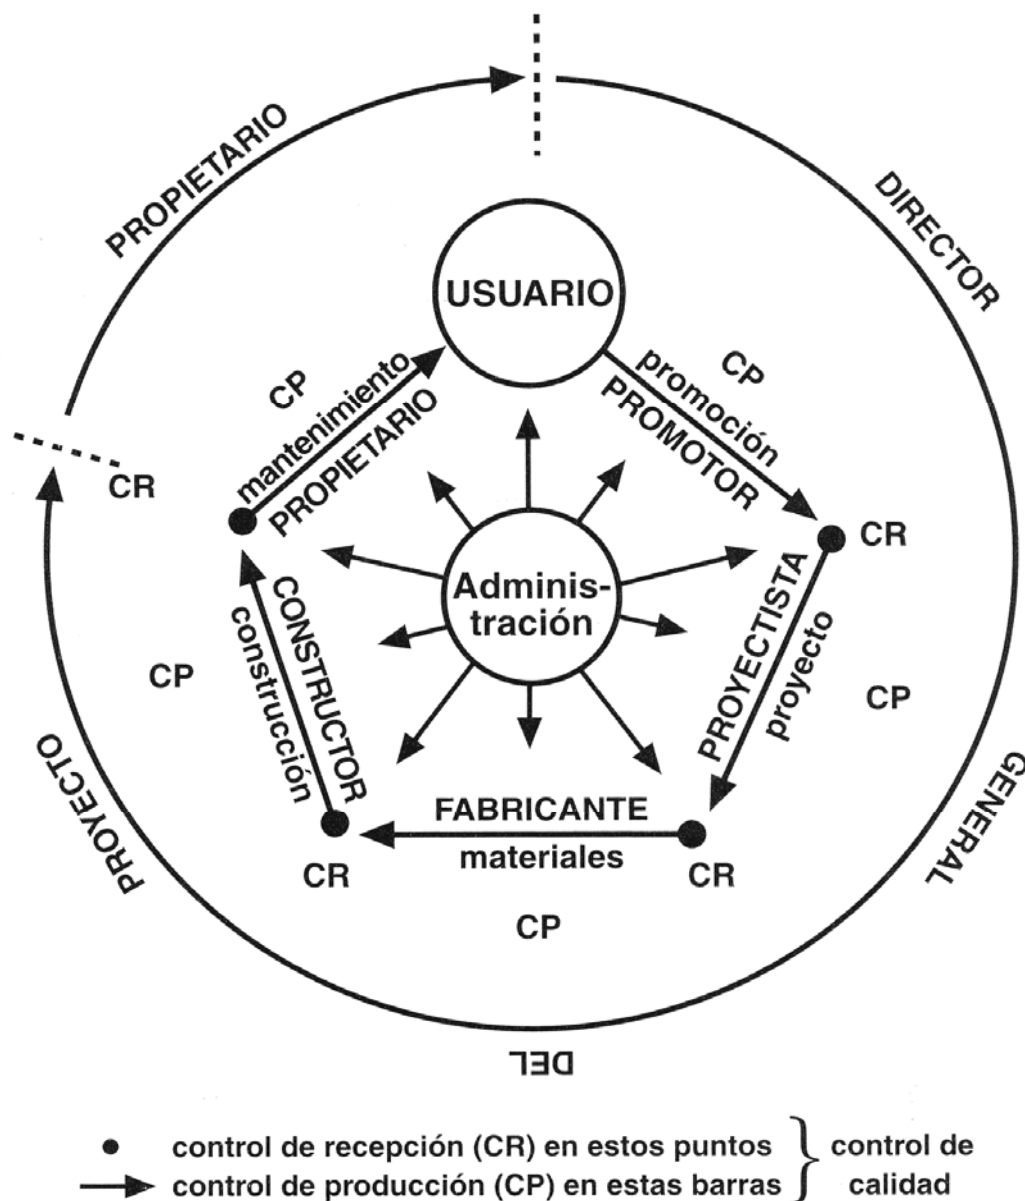 PROPIETARIO
DIRECTOR
GENERAL
DEL
PROYECTO
USUARIO
CP
promoción
PROMOTOR
CR
PROYECTISTA
proyecto
CP
CR
FABRICANTE
materiales
CP
CR
CONSTRUCTOR
construcción
CP
CR
mantenimiento
PROPIETARIO
CP
Adminis-
tración
control de recepción (CR) en estos puntos
control de producción (CP) en estas barras
control de
calidad